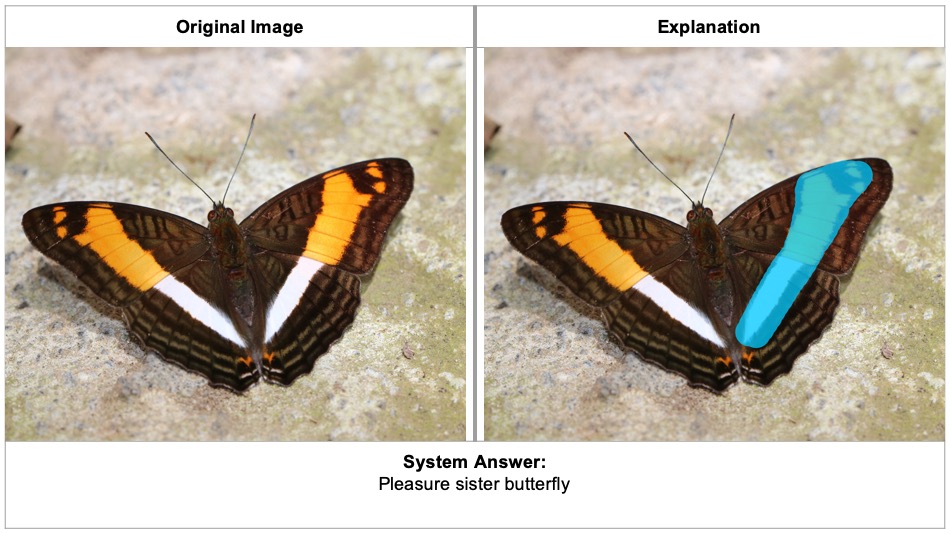 Original Image
Explanation
System Answer:
Pleasure sister butterfly